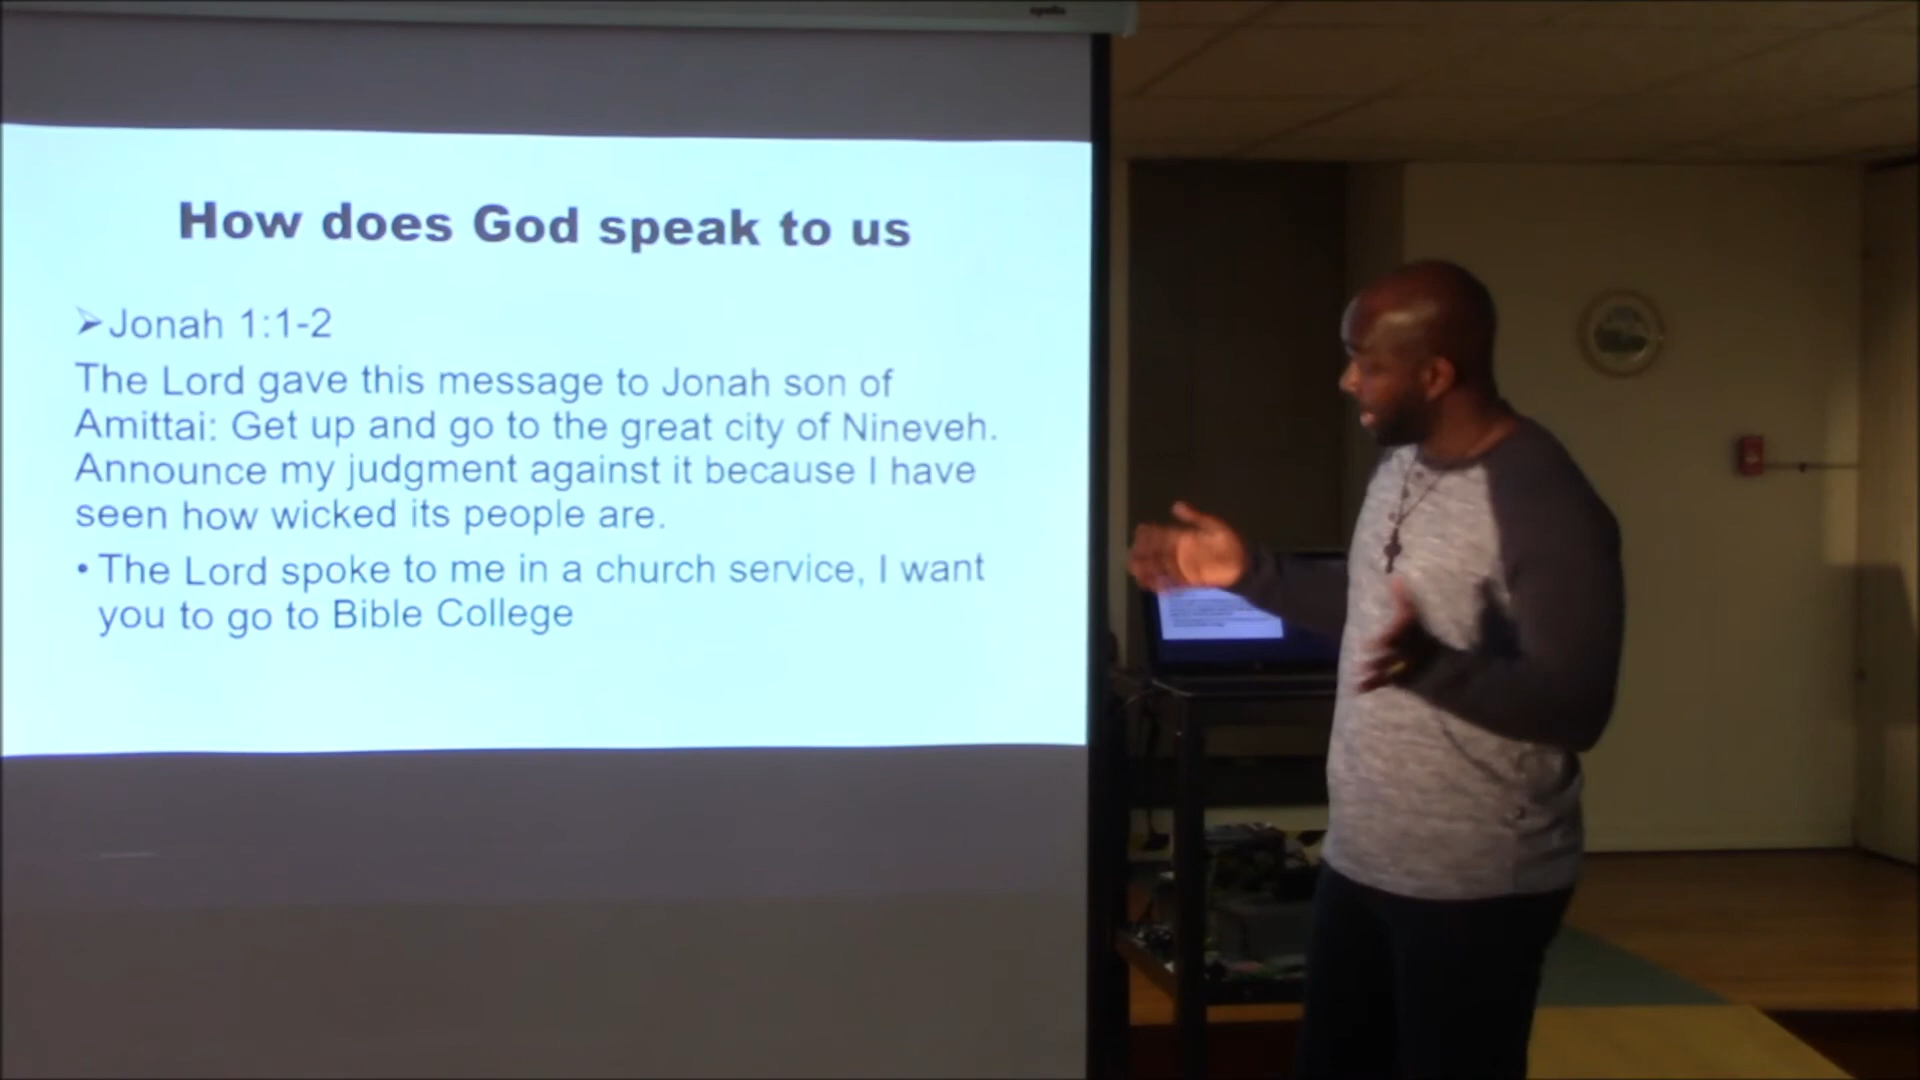 apollo
How does God speak to us
➢Jonah 1:1-2
The Lord gave this message to Jonah son of
Amittai: Get up and go to the great city of Nineveh.
Announce my judgment against it because I have
seen how wicked its people are.
• The Lord spoke to me in a church service, I want
you to go to Bible College